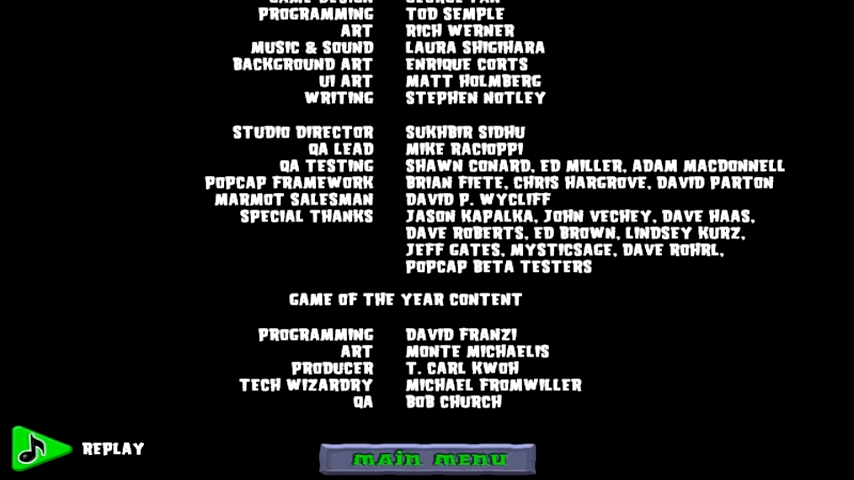 PROGRAMMING TOD SEMPLE
ART RICH WERNER
MUSIC & SOUND LAURA SHIGIHARA
BACKGROUND ART ENRIQUE CORTS
UI ART MATT HOLMBERG
WRITING STEPHEN NOTLEY
STUDIO DIRECTOR SUKHBIR SIDHU
QA LEAD MIKE RACIOPPI
QA TESTING SHAWN CONARD, ED MILLER, ADAM MACDONNELL
POPCAP FRAMEWORK BRIAN FIETE, CHRIS HARGROVE, DAVID PARTON
MARMOT SALESMAN DAVID P. WYCLIFF
SPECIAL THANKS JASON KAPALKA, JOHN VECHEY, DAVE HAAS,
DAVE ROBERTS, ED BROWN, LINDSEY KURZ,
JEFF GATES, MYSTICSAGE, DAVE ROHRL,
POPCAP BETA TESTERS
GAME OF THE YEAR CONTENT
PROGRAMMING DAVID FRANZI
ART MONTE MICHAELIS
PRODUCER T. CARL KWOH
TECH WIZARDRY MICHAEL FROMWILLER
QA BOB CHURCH
REPLAY
MAIN MENU